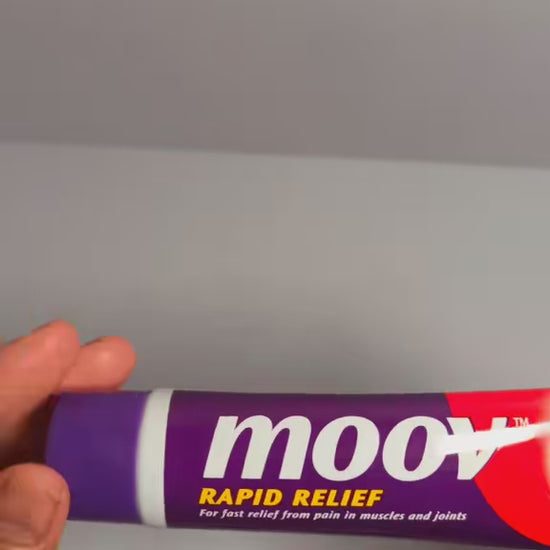 moov™
RAPID RELIEF
For fast relief from pain in muscles and joints